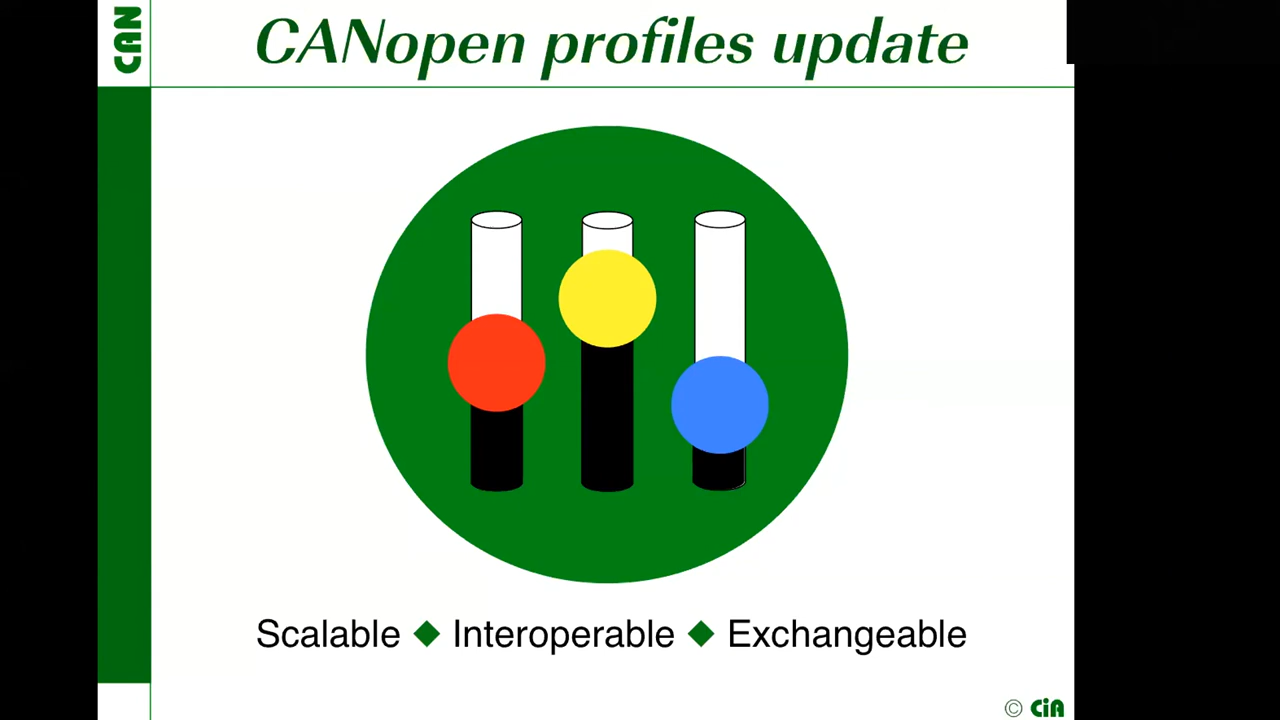 CAN
CANopen profiles update
Scalable ◆ Interoperable ◆ Exchangeable
© CiA